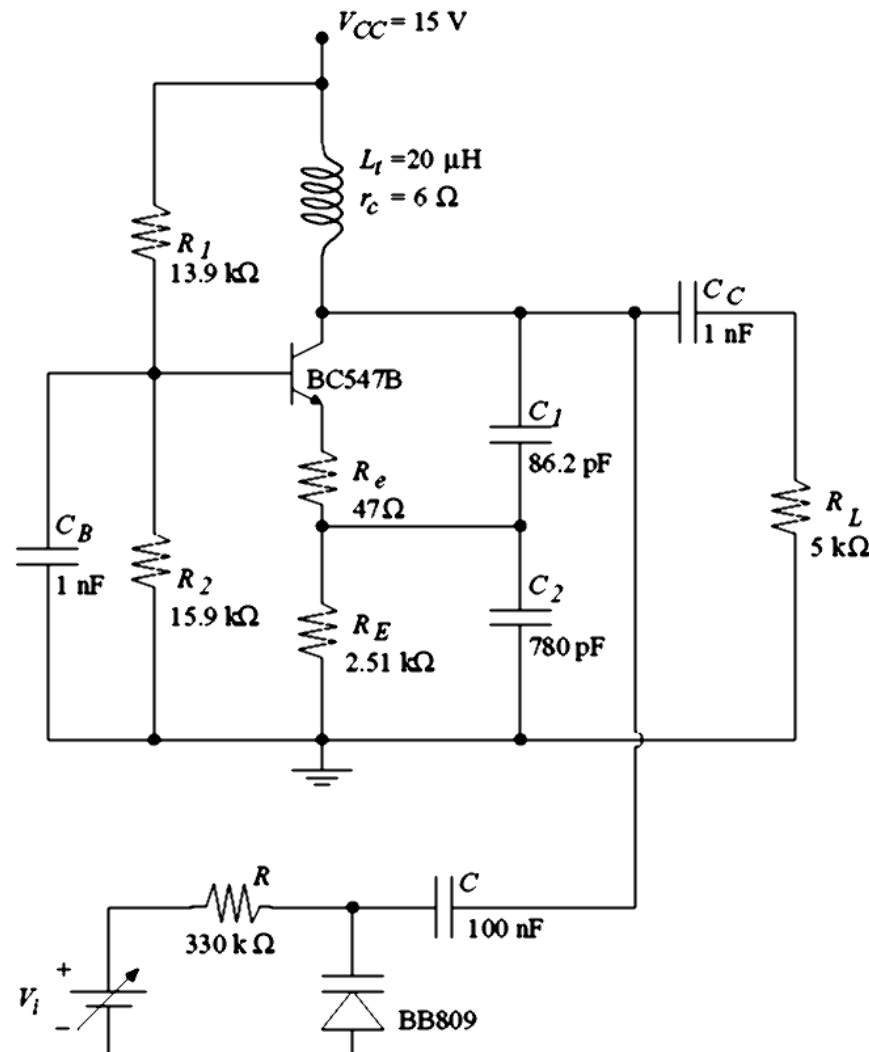 V_CC = 15 V
L_t = 20 μH
r_c = 6 Ω
R_1
13.9 kΩ
C_C
1 nF
BC547B
C_1
86.2 pF
R_e
47Ω
R_L
5 kΩ
C_B
1 nF
R_2
15.9 kΩ
R_E
2.51 kΩ
C_2
780 pF
R
330 k Ω
C
100 nF
+
V_i
-
BB809